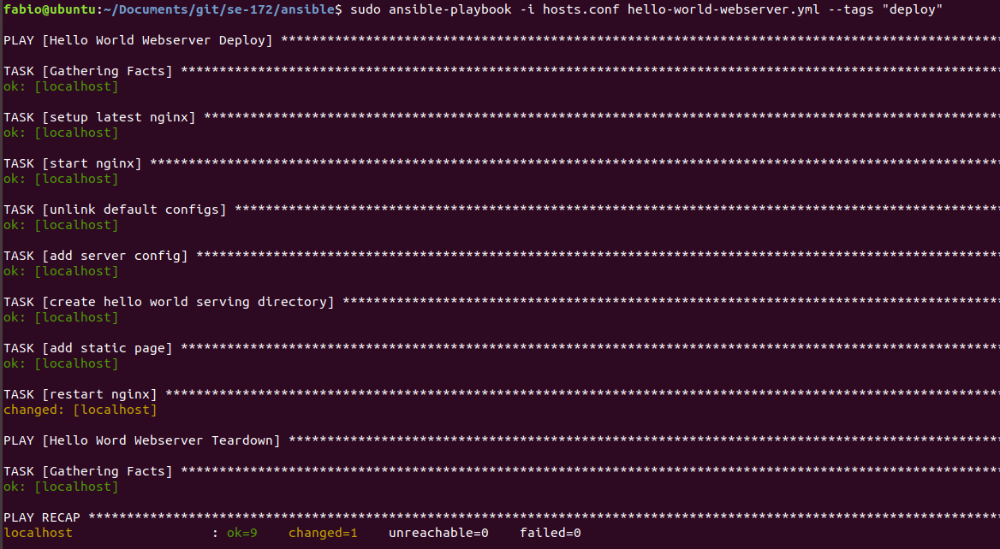 fabio@ubuntu:~/Documents/git/se-172/ansible$ sudo ansible-playbook -i hosts.conf hello-world-webserver.yml --tags "deploy"
PLAY [Hello World Webserver Deploy] *********************************************************************************************
TASK [Gathering Facts] **********************************************************************************************************
ok: [localhost]
TASK [setup latest nginx] *******************************************************************************************************
ok: [localhost]
TASK [start nginx] **************************************************************************************************************
ok: [localhost]
TASK [unlink default configs] ***************************************************************************************************
ok: [localhost]
TASK [add server config] ********************************************************************************************************
ok: [localhost]
TASK [create hello world serving directory] *************************************************************************************
ok: [localhost]
TASK [add static page] **********************************************************************************************************
ok: [localhost]
TASK [restart nginx] ************************************************************************************************************
changed: [localhost]
PLAY [Hello Word Webserver Teardown] ********************************************************************************************
TASK [Gathering Facts] **********************************************************************************************************
ok: [localhost]
PLAY RECAP **********************************************************************************************************************
localhost                  : ok=9    changed=1    unreachable=0    failed=0